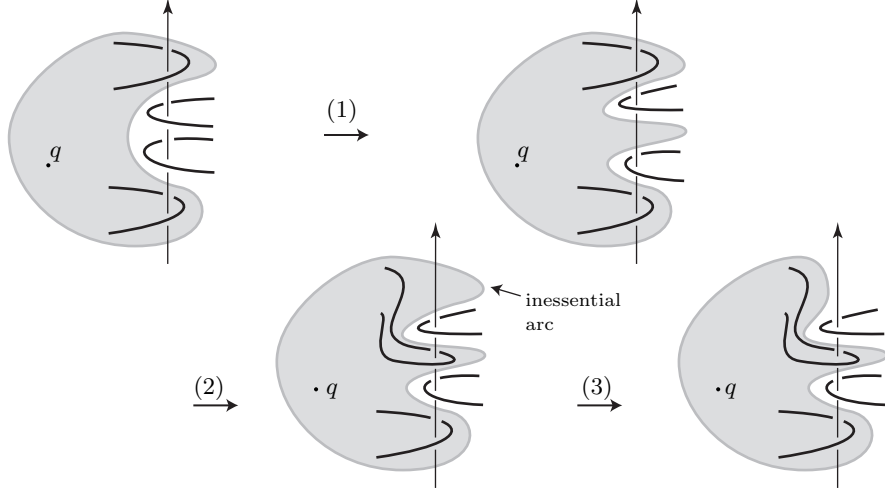 (1)
q
q
inessential
arc
(2)
q
(3)
q